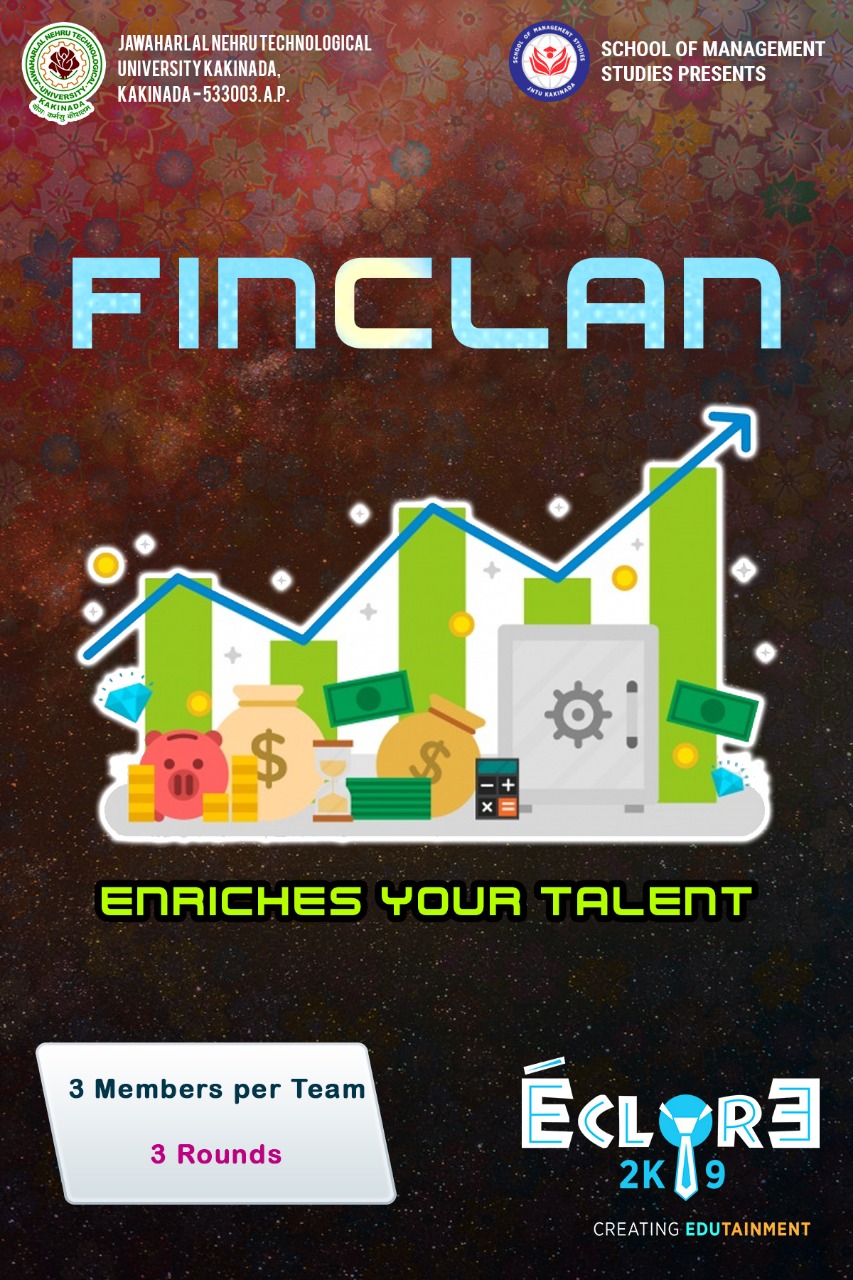 JAWAHARLAL NEHRU TECHNOLOGICAL
UNIVERSITY KAKINADA,
KAKINADA - 533003. A.P.
JAWAHARLAL NEHRU TECHNOLOGICAL
UNIVERSITY
KAKINADA
SCHOOL OF MANAGEMENT STUDIES
JNTU KAKINADA
SCHOOL OF MANAGEMENT
STUDIES PRESENTS
FINCLAN
$
$
ENRICHES YOUR TALENT
3 Members per Team
3 Rounds
ÉCLORE
2K19
CREATING EDUTAINMENT